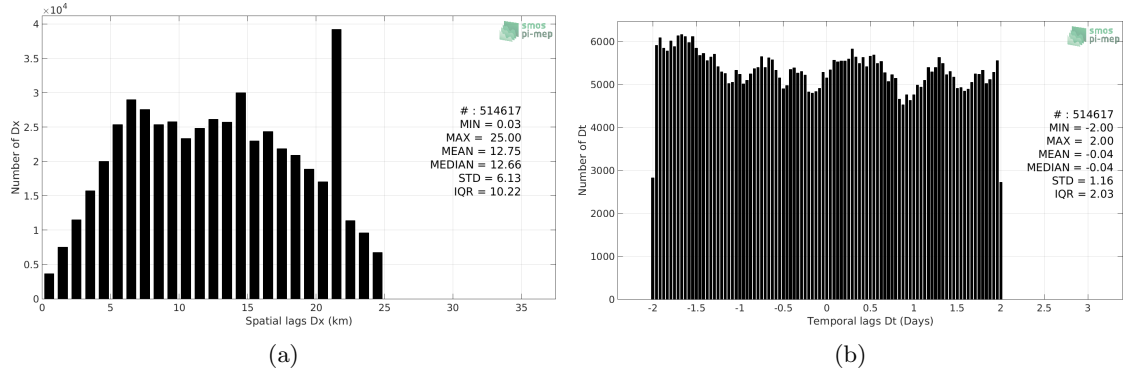 ×10⁴
4
3.5
3
2.5
2
1.5
1
0.5
0
0 5 10 15 20 25 30 35
Number of Dx
Spatial lags Dx (km)
smos
pi-mep
# : 514617
MIN = 0.03
MAX = 25.00
MEAN = 12.75
MEDIAN = 12.66
STD = 6.13
IQR = 10.22
(a)
6000
5000
4000
3000
2000
1000
0
-2 -1.5 -1 -0.5 0 0.5 1 1.5 2 2.5 3
Number of Dt
Temporal lags Dt (Days)
smos
pi-mep
# : 514617
MIN = -2.00
MAX = 2.00
MEAN = -0.04
MEDIAN = -0.04
STD = 1.16
IQR = 2.03
(b)